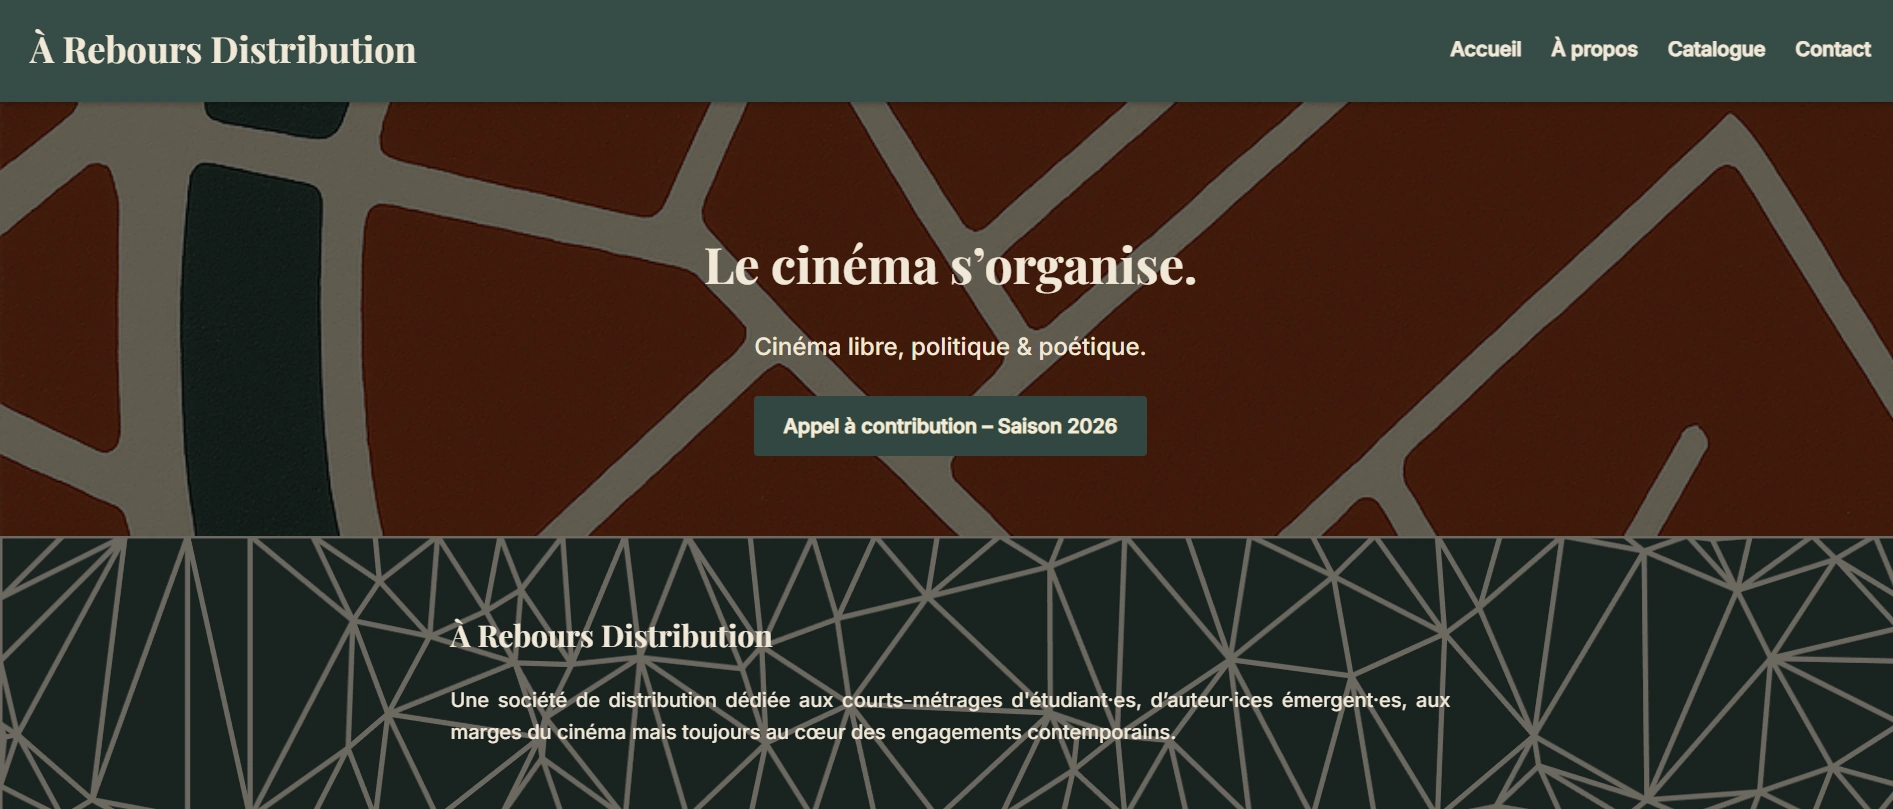 À Rebours Distribution
Accueil À propos Catalogue Contact
Le cinéma s’organise.
Cinéma libre, politique & poétique.
Appel à contribution – Saison 2026
À Rebours Distribution
Une société de distribution dédiée aux courts-métrages d'étudiant·es, d’auteur·ices émergent·es, aux
marges du cinéma mais toujours au cœur des engagements contemporains.